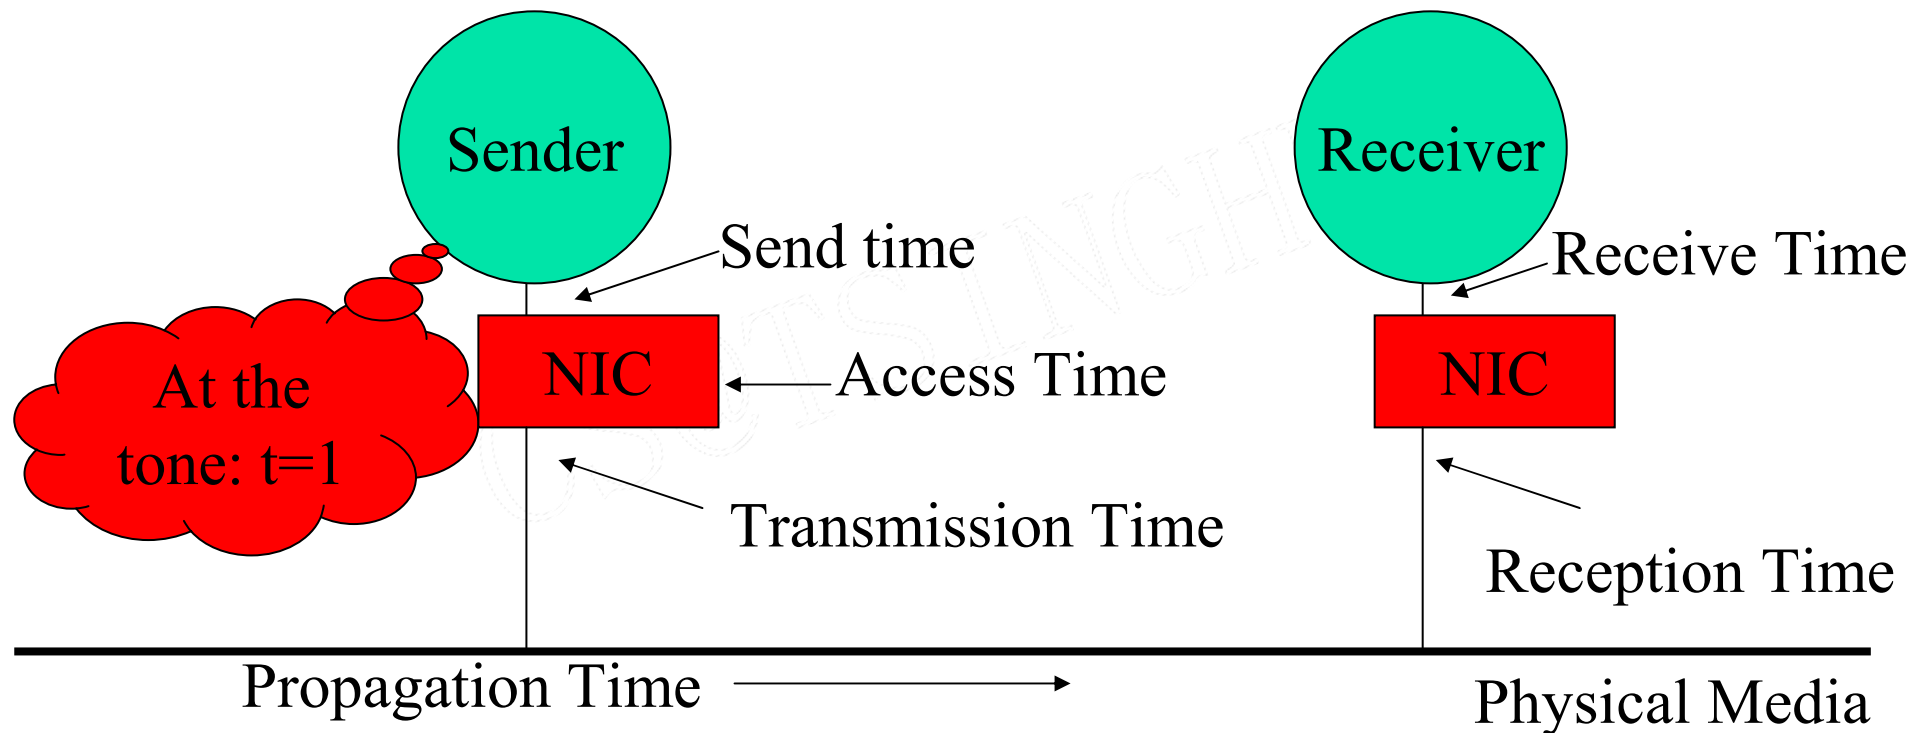 Sender
Receiver
Send time
Receive Time
NIC
Access Time
NIC
At the
tone: t=1
Transmission Time
Reception Time
Propagation Time
Physical Media